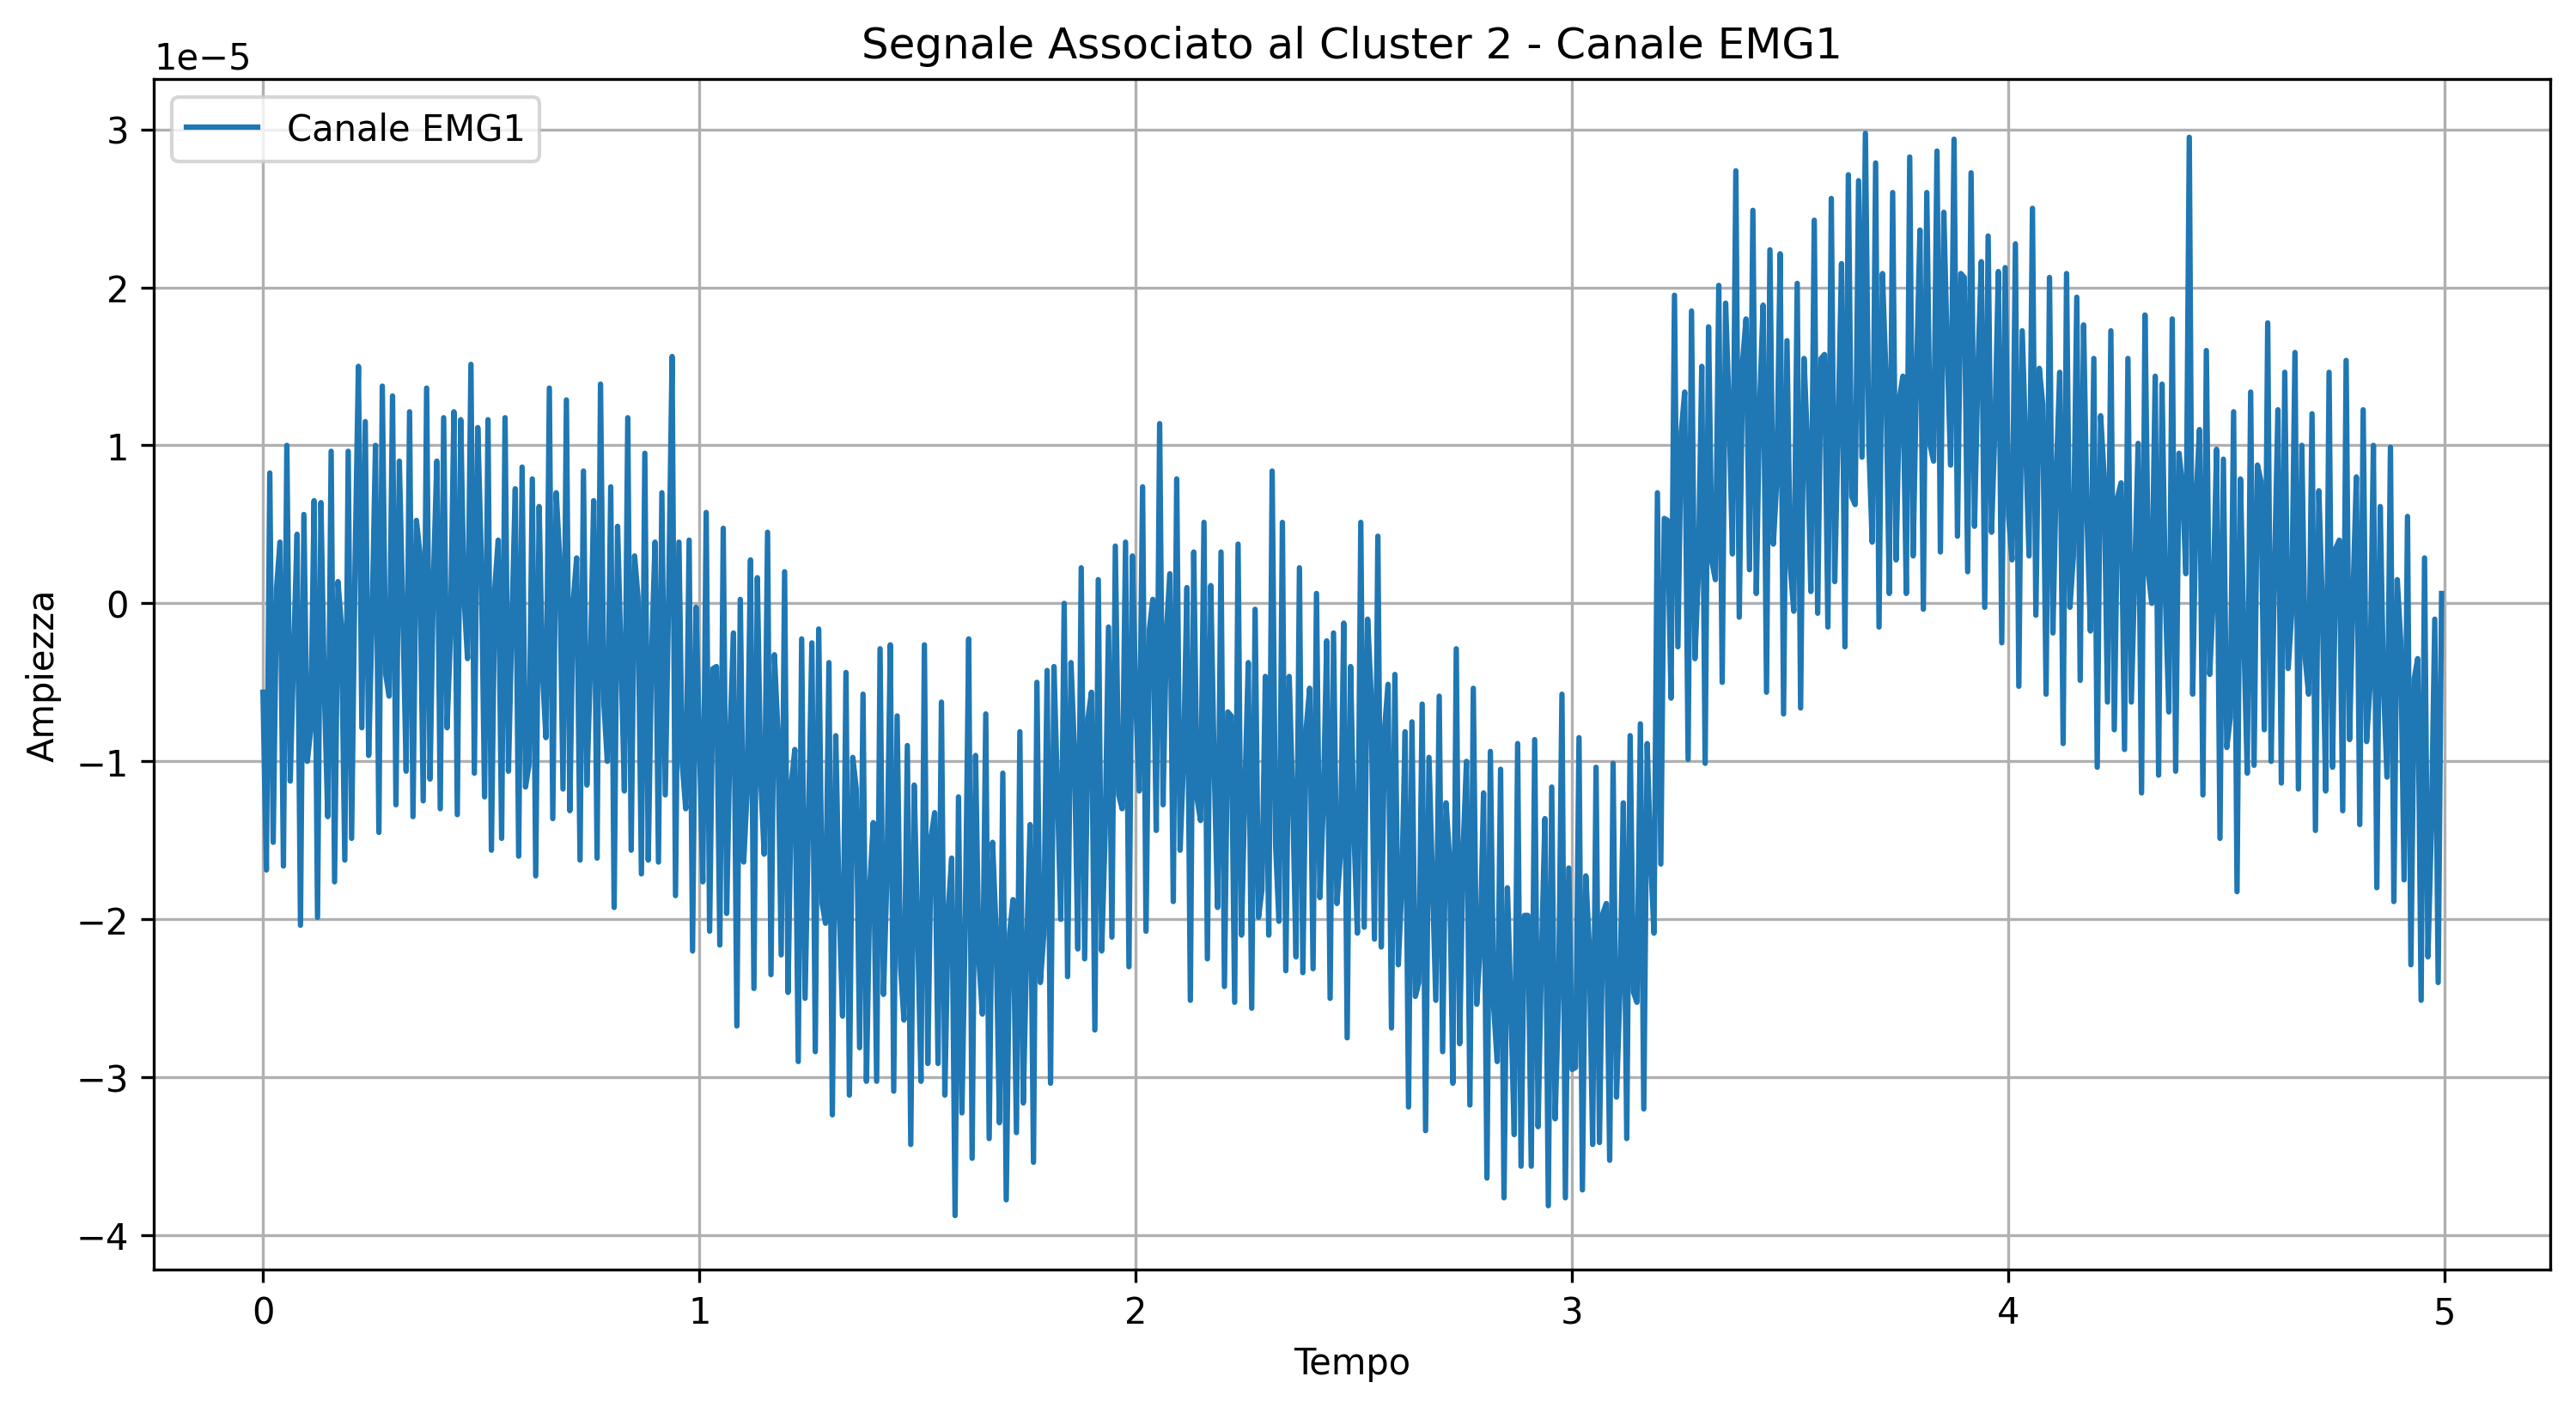 Segnale Associato al Cluster 2 - Canale EMG1
1e−5
Canale EMG1
3
2
1
0
−1
−2
−3
−4
Ampiezza
0 1 2 3 4 5
Tempo